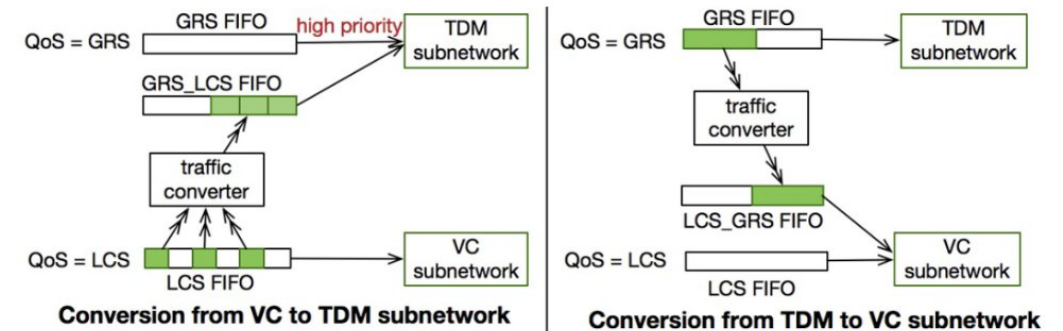 GRS FIFO
QoS = GRS
high priority
TDM
subnetwork
GRS_LCS FIFO
traffic
converter
QoS = LCS
LCS FIFO
VC
subnetwork
Conversion from VC to TDM subnetwork
GRS FIFO
QoS = GRS
TDM
subnetwork
traffic
converter
LCS_GRS FIFO
QoS = LCS
LCS FIFO
VC
subnetwork
Conversion from TDM to VC subnetwork